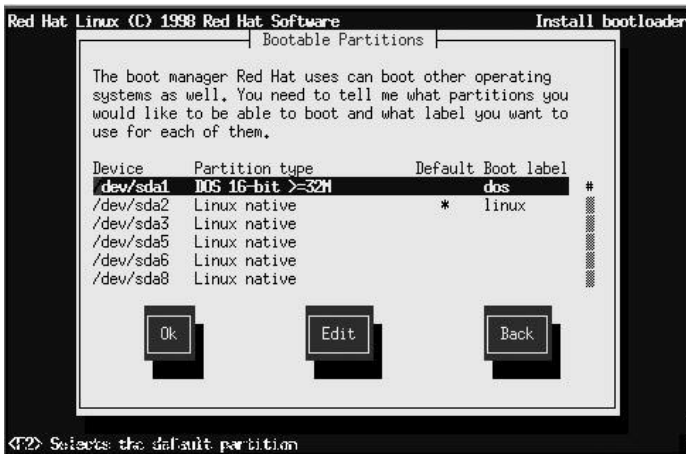 Red Hat Linux (C) 1998 Red Hat Software Install bootloader
Bootable Partitions
The boot manager Red Hat uses can boot other operating
systems as well. You need to tell me what partitions you
would like to be able to boot and what label you want to
use for each of them.
Device Partition type Default Boot label
/dev/sda1 DOS 16-bit >=32M dos #
/dev/sda2 Linux native * linux
/dev/sda3 Linux native
/dev/sda5 Linux native
/dev/sda6 Linux native
/dev/sda8 Linux native
Ok Edit Back
<F2> Selects the default partition